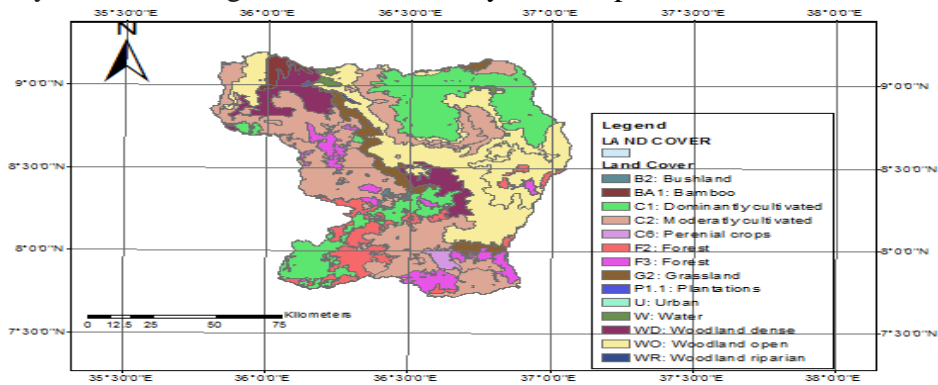 35°30'0"E 36°0'0"E 36°30'0"E 37°0'0"E 37°30'0"E 38°0'0"E
N
9°0'0"N 9°0'0"N
8°30'0"N 8°30'0"N
8°0'0"N 8°0'0"N
7°30'0"N 7°30'0"N
Legend
LAND COVER
Land Cover
B2: Bushland
BA1: Bamboo
C1: Dominantly cultivated
C2: Moderatly cultivated
C6: Perenial crops
F2: Forest
F3: Forest
G2: Grassland
P1.1: Plantations
U: Urban
W: Water
WD: Woodland dense
WO: Woodland open
WR: Woodland riparian
Kilometers
0 12.5 25 50 75
35°30'0"E 36°0'0"E 36°30'0"E 37°0'0"E 37°30'0"E 38°0'0"E